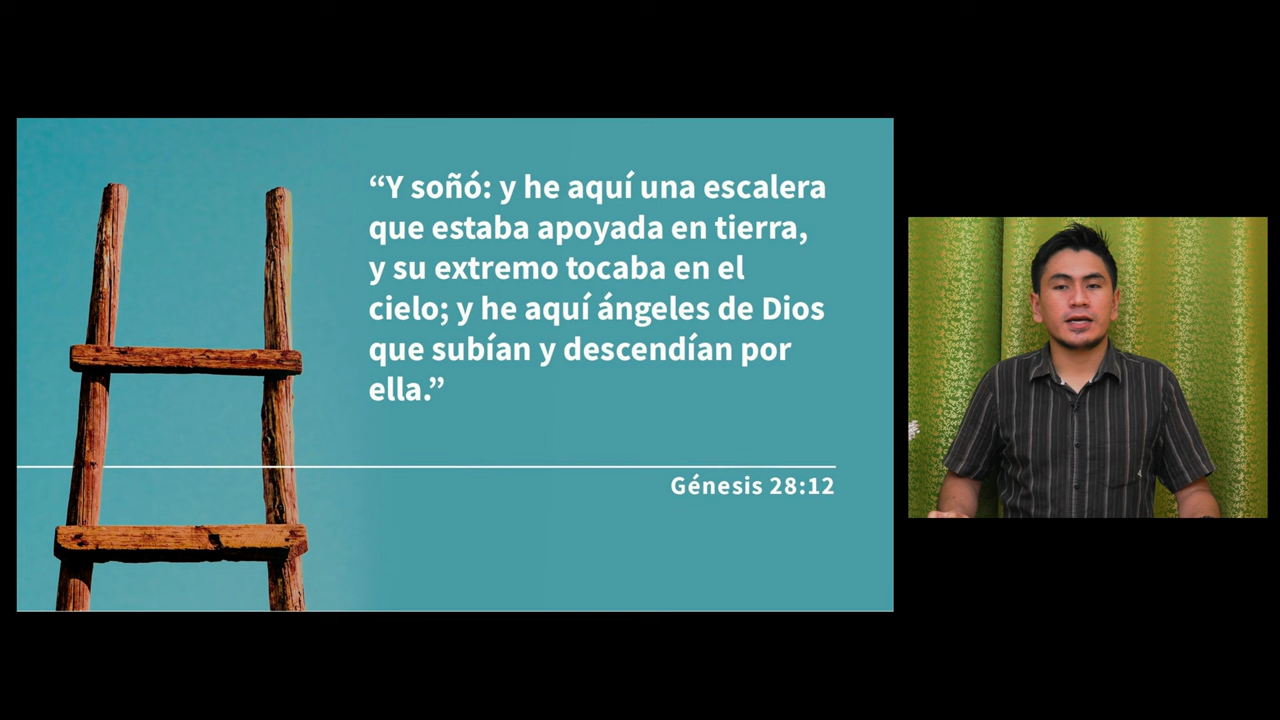 “Y soñó: y he aquí una escalera
que estaba apoyada en tierra,
y su extremo tocaba en el
cielo; y he aquí ángeles de Dios
que subían y descendían por
ella.”
Génesis 28:12